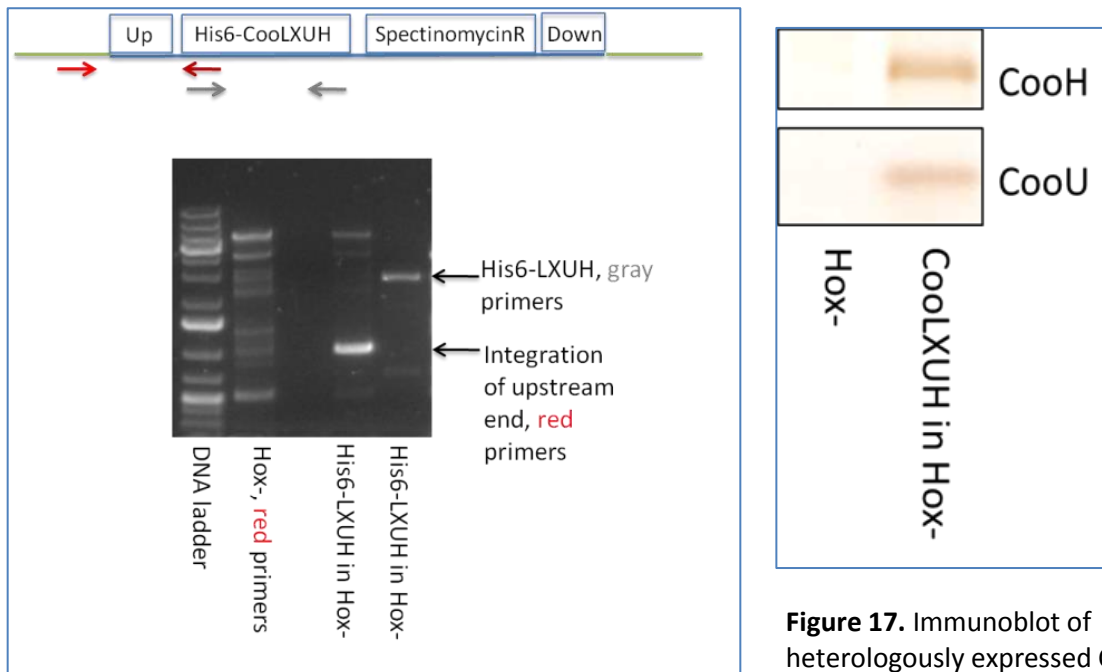 Up His6-CooLXUH SpectinomycinR Down
His6-LXUH, gray
primers
Integration
of upstream
end, red
primers
DNA ladder
Hox-, red primers
His6-LXUH in Hox-
His6-LXUH in Hox-
CooH
CooU
Hox-
CooLXUH in Hox-
Figure 17. Immunoblot of
heterologously expressed